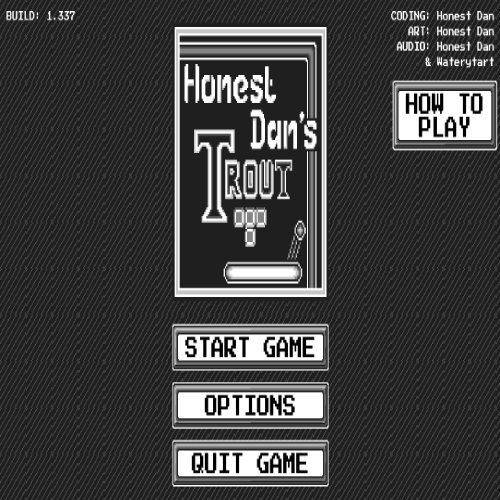 BUILD: 1.337
CODING: Honest Dan
ART: Honest Dan
AUDIO: Honest Dan
& Waterytart
HOW TO
PLAY
Honest
Dan's
TROUT
START GAME
OPTIONS
QUIT GAME